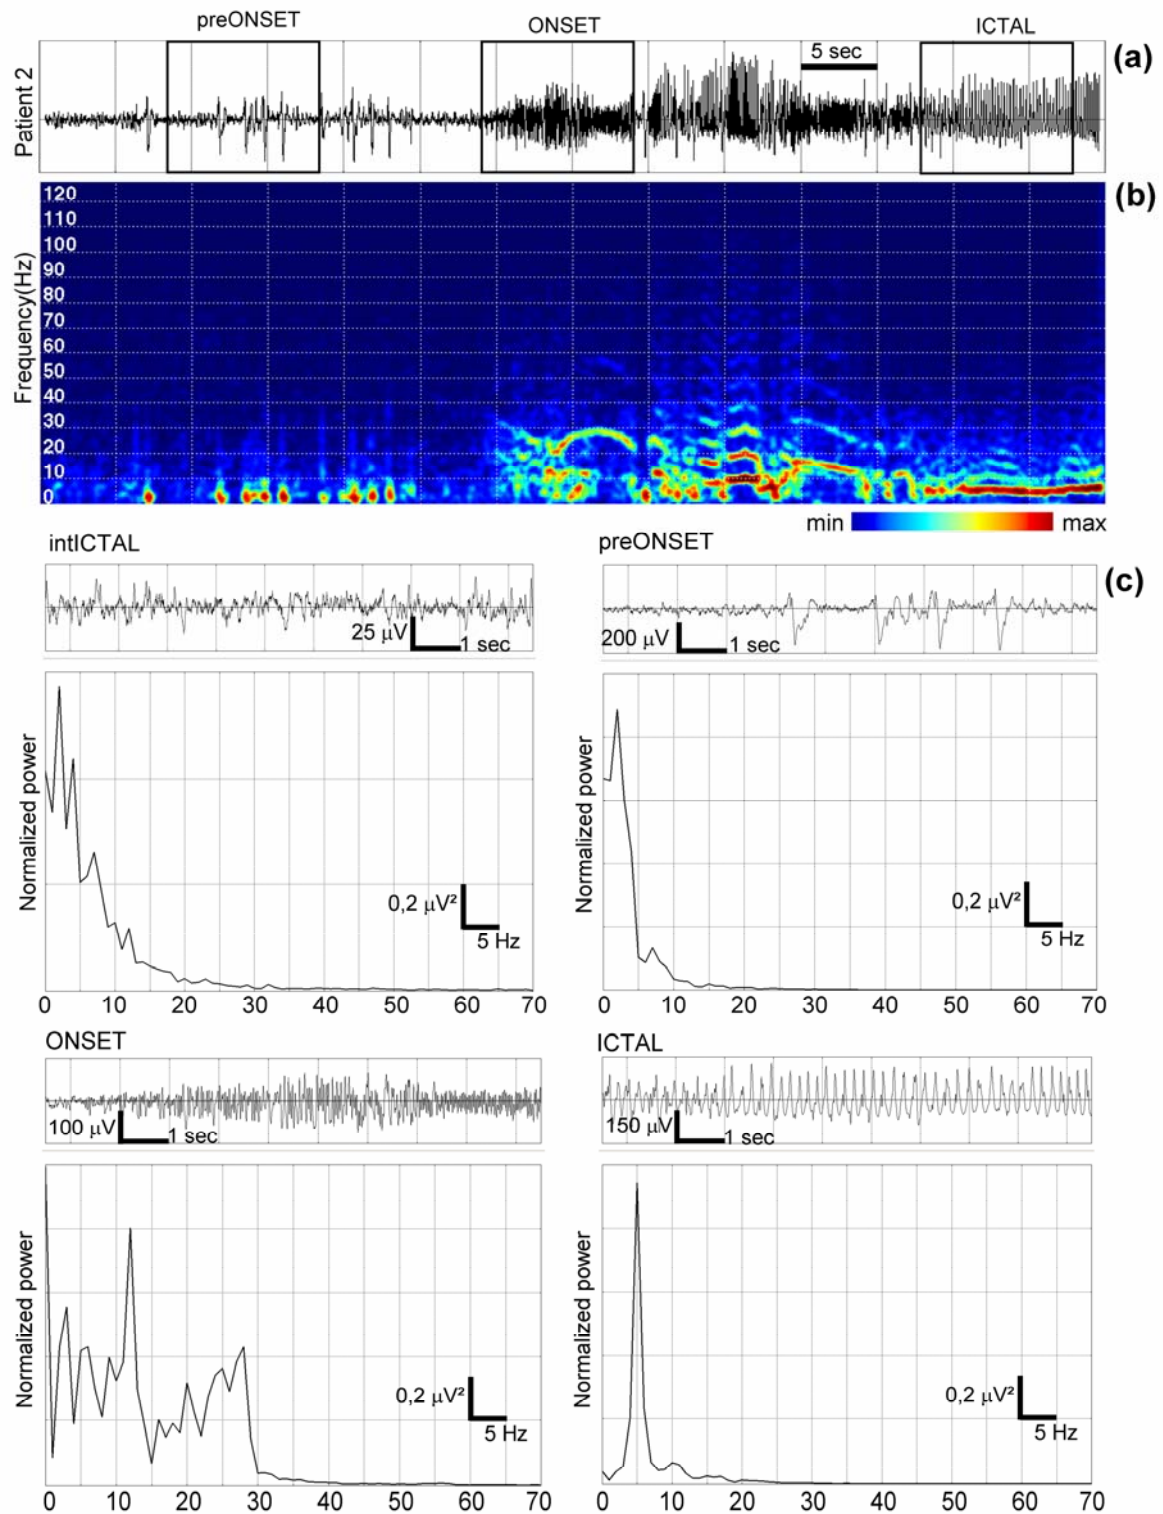 preONSET ONSET ICTAL
(a)
5 sec
Patient 2
(b)
120
110
100
90
80
70
60
50
40
30
20
10
0
Frequency(Hz)
min max
intICTAL
25 µV
1 sec
Normalized power
0,2 µV²
5 Hz
0 10 20 30 40 50 60 70
preONSET
(c)
200 µV
1 sec
Normalized power
0,2 µV²
5 Hz
0 10 20 30 40 50 60 70
ONSET
100 µV
1 sec
Normalized power
0,2 µV²
5 Hz
0 10 20 30 40 50 60 70
ICTAL
150 µV
1 sec
Normalized power
0,2 µV²
5 Hz
0 10 20 30 40 50 60 70